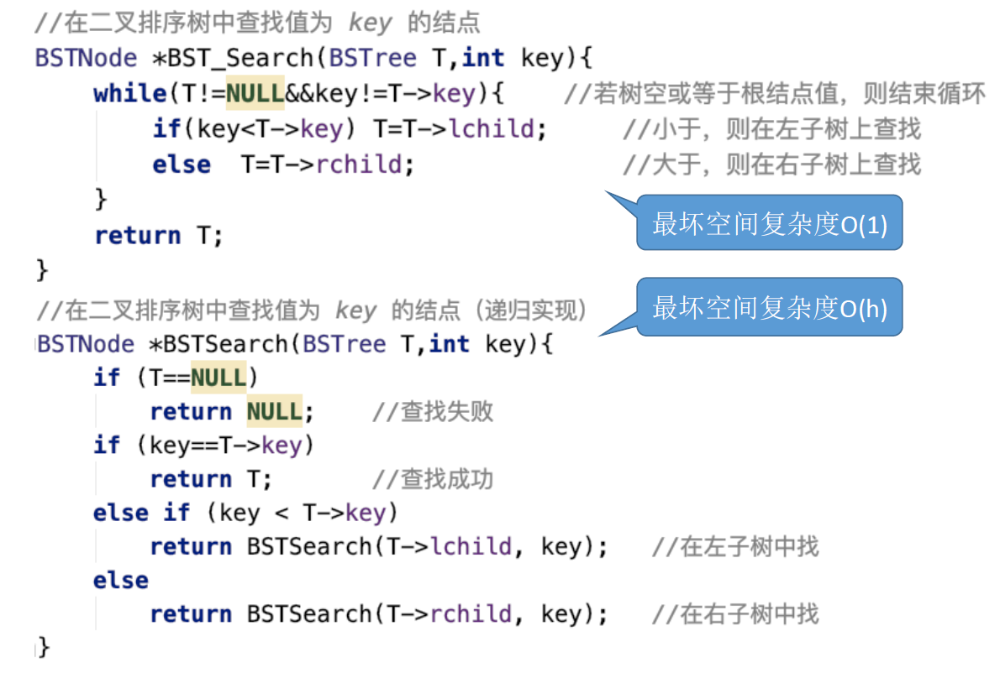 //在二叉排序树中查找值为 key 的结点
BSTNode *BST_Search(BSTree T,int key){
    while(T!=NULL&&key!=T->key){    //若树空或等于根结点值，则结束循环
        if(key<T->key) T=T->lchild;    //小于，则在左子树上查找
        else  T=T->rchild;    //大于，则在右子树上查找
    }
最坏空间复杂度O(1)
    return T;
}
//在二叉排序树中查找值为 key 的结点（递归实现）
最坏空间复杂度O(h)
BSTNode *BSTSearch(BSTree T,int key){
    if (T==NULL)
        return NULL;    //查找失败
    if (key==T->key)
        return T;    //查找成功
    else if (key < T->key)
        return BSTSearch(T->lchild, key);    //在左子树中找
    else
        return BSTSearch(T->rchild, key);    //在右子树中找
}